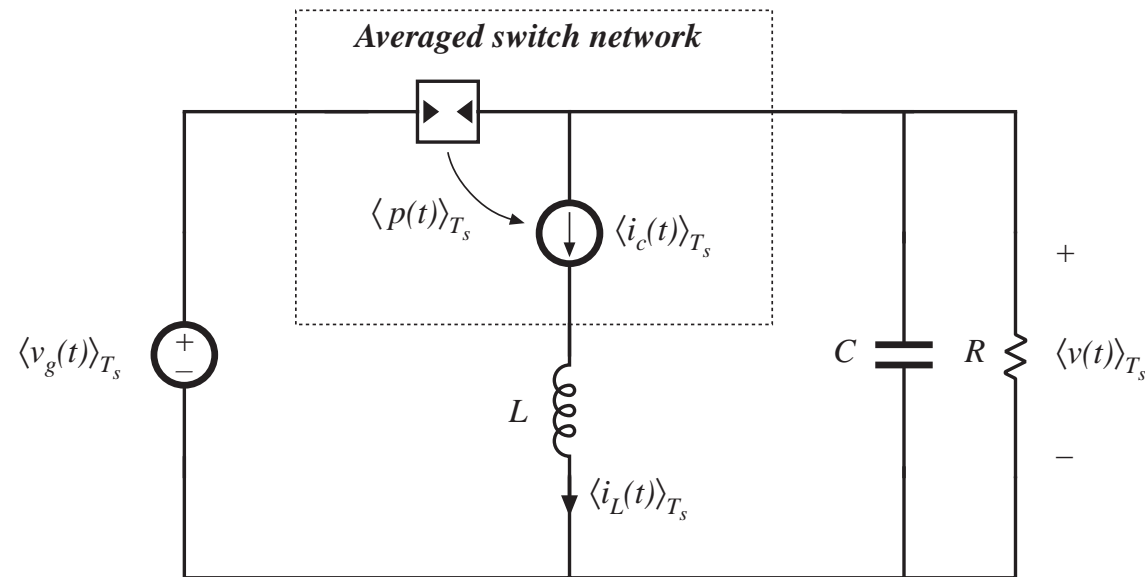 Averaged switch network
⟨p(t)⟩Ts
⟨ic(t)⟩Ts
+
⟨vg(t)⟩Ts
+
–
C
R
⟨v(t)⟩Ts
L
–
⟨iL(t)⟩Ts